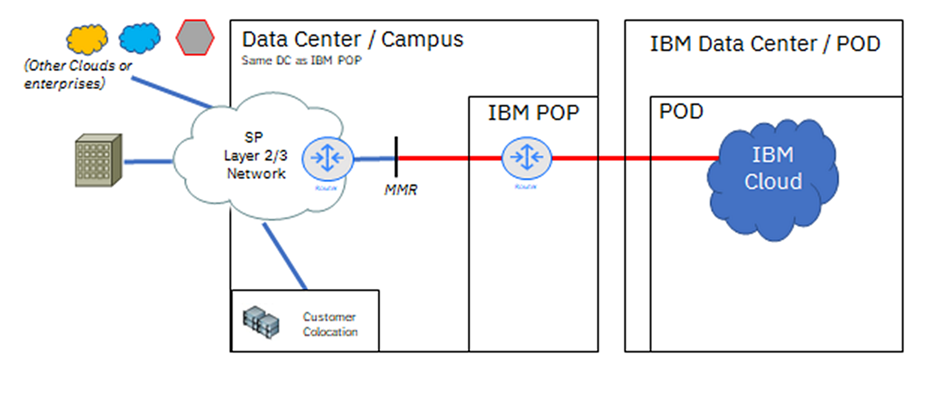 Data Center / Campus
Same DC as IBM POP
IBM Data Center / POD
(Other Clouds or
enterprises)
IBM POP
POD
SP
Layer 2/3
Network
Router
MMR
Router
IBM
Cloud
Customer
Colocation